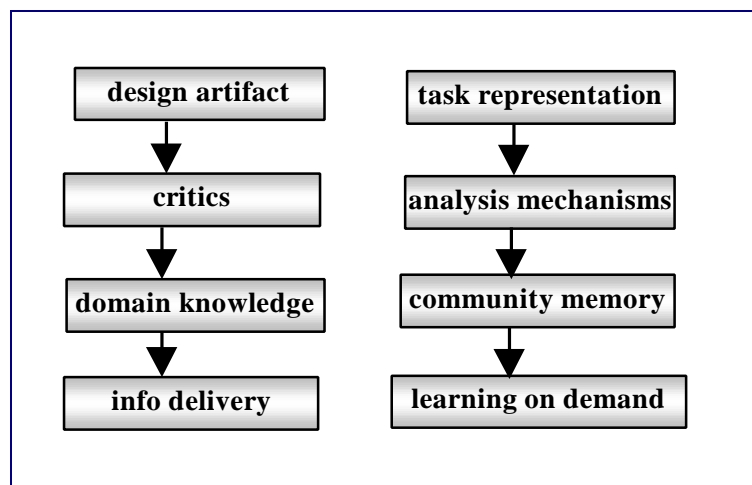 design artifact
critics
domain knowledge
info delivery
task representation
analysis mechanisms
community memory
learning on demand